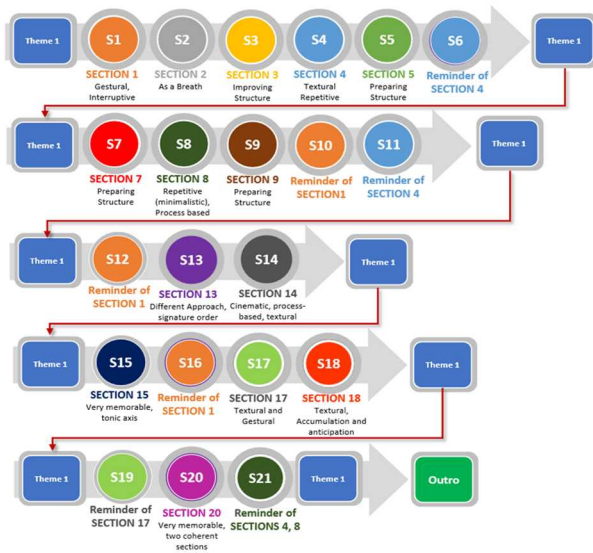 Theme 1
S1
S2
S3
S4
S5
S6
Theme 1
SECTION 1
Gestural,
Interruptive
SECTION 2
As a Breath
SECTION 3
Improving
Structure
SECTION 4
Textural
Repetitive
SECTION 5
Preparing
Structure
Reminder of
SECTION 4
Theme 1
S7
S8
S9
S10
S11
Theme 1
SECTION 7
Preparing
Structure
SECTION 8
Repetitive
(minimalistic),
Process based
SECTION 9
Preparing
Structure
Reminder of
SECTION1
Reminder of
SECTION 4
Theme 1
S12
S13
S14
Theme 1
Reminder of
SECTION 1
SECTION 13
Different Approach,
signature order
SECTION 14
Cinematic, process-
based, textural
Theme 1
S15
S16
S17
S18
Theme 1
SECTION 15
Very memorable,
tonic axis
Reminder of
SECTION 1
SECTION 17
Textural and
Gestural
SECTION 18
Textural,
Accumulation and
anticipation
Theme 1
S19
S20
S21
Theme 1
Outro
Reminder of
SECTION 17
SECTION 20
Very memorable,
two coherent
sections
Reminder of
SECTIONS 4, 8